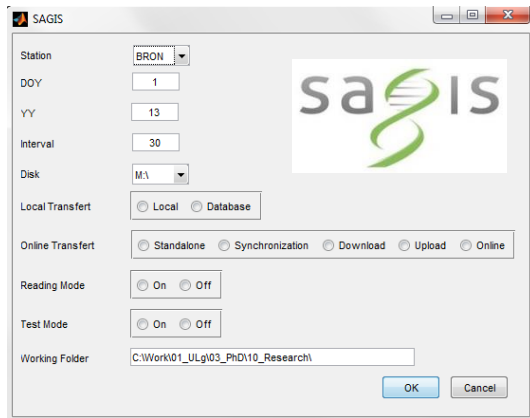 SAGIS
Station BRON
DOY 1
sagis
YY 13
Interval 30
Disk M:\
Local Transfert Local Database
Online Transfert Standalone Synchronization Download Upload Online
Reading Mode On Off
Test Mode On Off
Working Folder C:\Work\01_ULg\03_PhD\10_Research\
OK Cancel